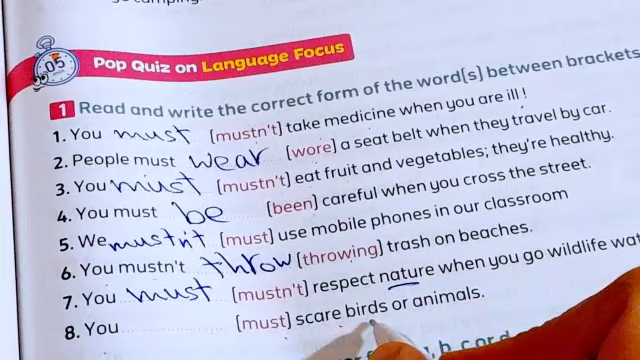 camping.
05
min
Pop Quiz on Language Focus
1 Read and write the correct form of the word(s) between brackets
1. You must [mustn't] take medicine when you are ill!
2. People must wear [wore] a seat belt when they travel by car.
3. You must [mustn't] eat fruit and vegetables; they're healthy.
4. You must be [been] careful when you cross the street.
5. We mustn't [must] use mobile phones in our classroom
6. You mustn't throw [throwing] trash on beaches.
7. You must [mustn't] respect nature when you go wildlife wat
8. You [must] scare birds or animals.
b, c or d